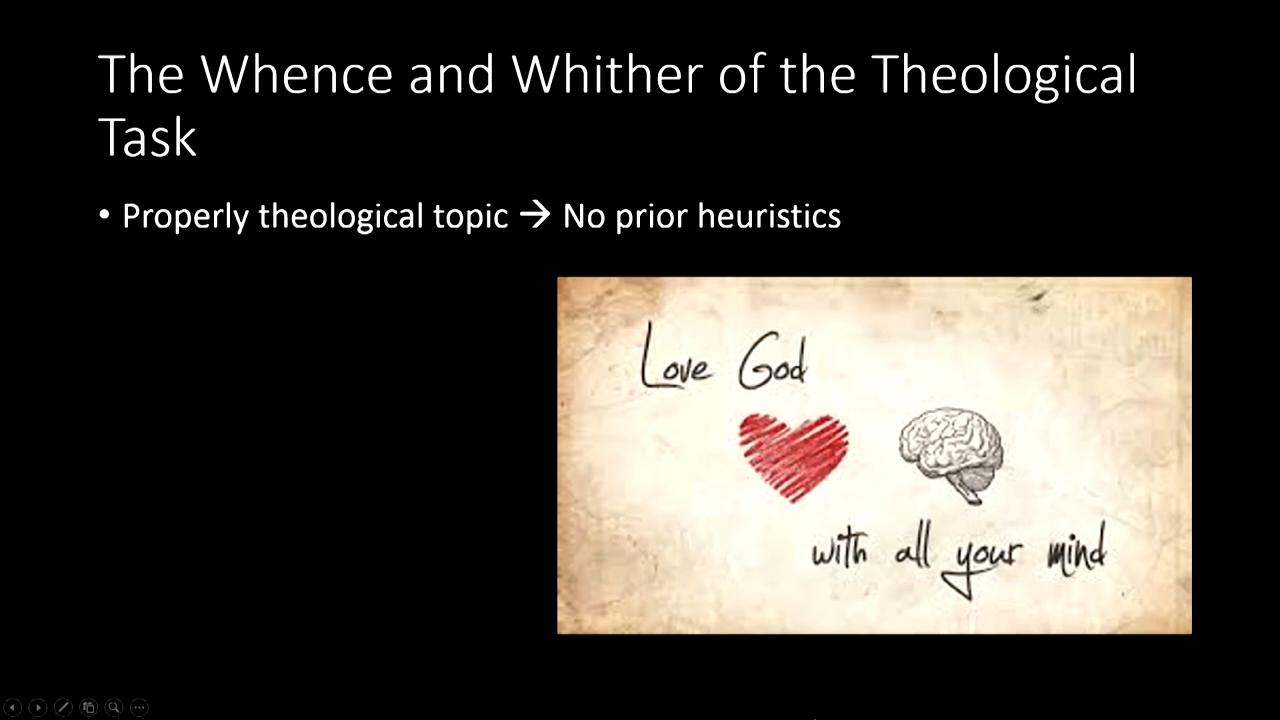 The Whence and Whither of the Theological
Task
• Properly theological topic → No prior heuristics
Love God
with all your mind